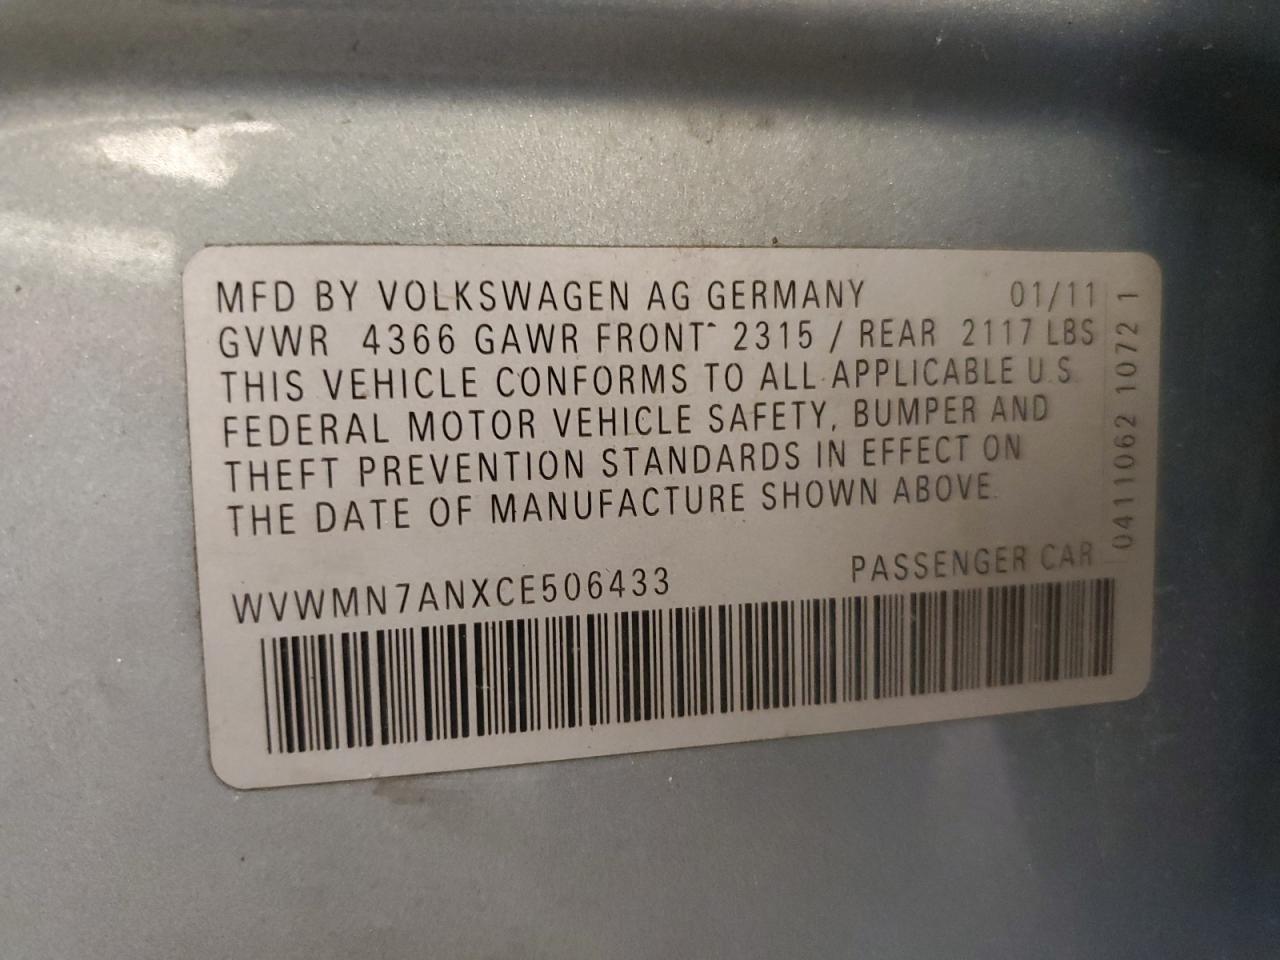 MFD BY VOLKSWAGEN AG GERMANY 01/11
GVWR 4366 GAWR FRONT 2315 / REAR 2117 LBS
THIS VEHICLE CONFORMS TO ALL APPLICABLE U.S.
FEDERAL MOTOR VEHICLE SAFETY, BUMPER AND
THEFT PREVENTION STANDARDS IN EFFECT ON
THE DATE OF MANUFACTURE SHOWN ABOVE.
WVWMN7ANXCE506433 PASSENGER CAR
0411062 1072 1